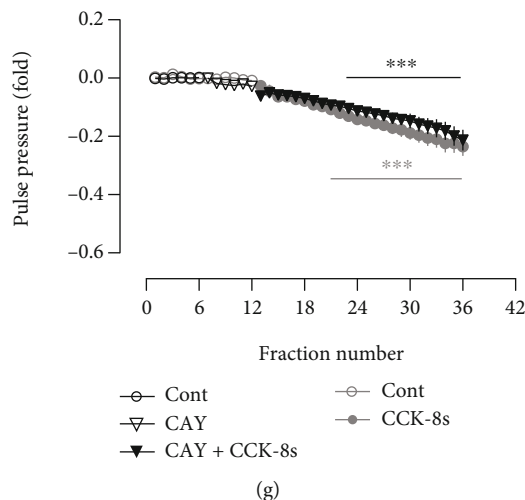 Pulse pressure (fold)
0.2
0.0
–0.2
–0.4
–0.6
***
***
0 6 12 18 24 30 36 42
Fraction number
Cont Cont
CAY CCK-8s
CAY + CCK-8s
(g)